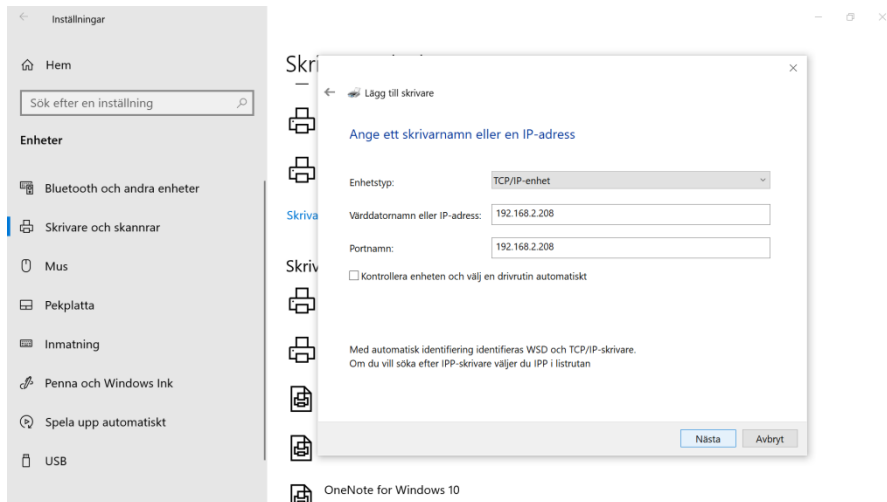 Inställningar
Hem
Sök efter en inställning
Enheter
Bluetooth och andra enheter
Skrivare och skannrar
Mus
Pekplatta
Inmatning
Penna och Windows Ink
Spela upp automatiskt
USB
Skri
Skriva
Skriv
OneNote for Windows 10
Lägg till skrivare
Ange ett skrivarnamn eller en IP-adress
Enhetstyp: TCP/IP-enhet
Värddatornamn eller IP-adress: 192.168.2.208
Portnamn: 192.168.2.208
Kontrollera enheten och välj en drivrutin automatiskt
Med automatisk identifiering identifieras WSD och TCP/IP-skrivare.
Om du vill söka efter IPP-skrivare väljer du IPP i listrutan
Nästa Avbryt